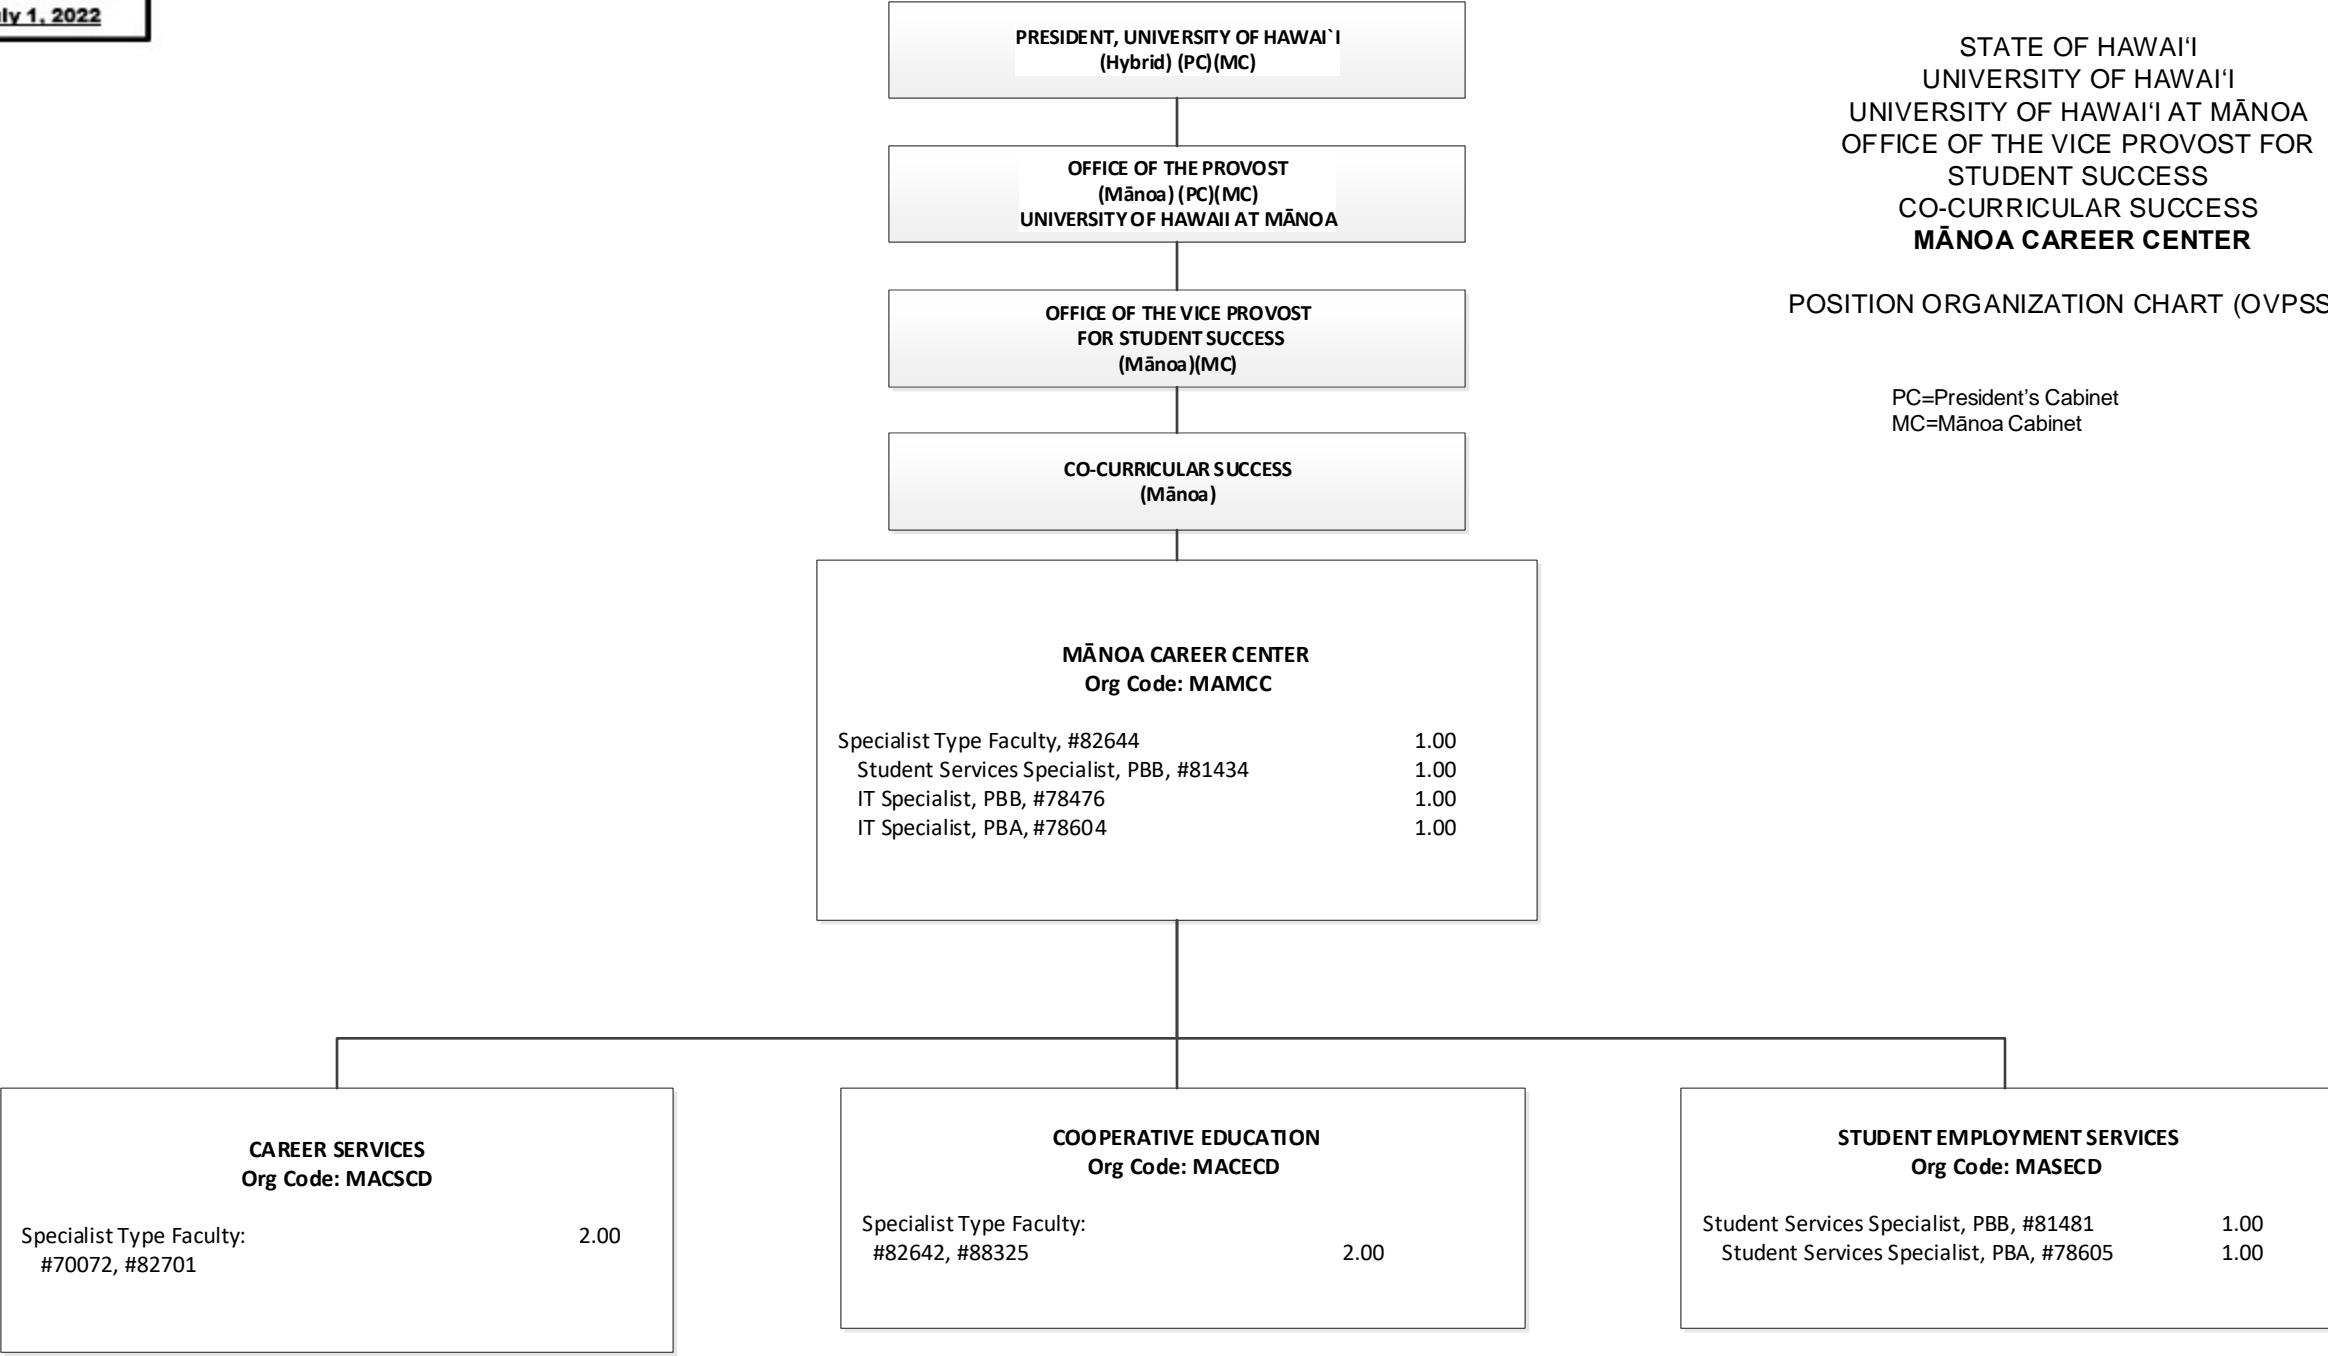 1, 2022
PRESIDENT, UNIVERSITY OF HAWAI`I
(Hybrid) (PC)(MC)
OFFICE OF THE PROVOST
(Mānoa) (PC)(MC)
UNIVERSITY OF HAWAII AT MĀNOA
OFFICE OF THE VICE PROVOST
FOR STUDENT SUCCESS
(Mānoa)(MC)
CO-CURRICULAR SUCCESS
(Mānoa)
STATE OF HAWAI‘I
UNIVERSITY OF HAWAI‘I
UNIVERSITY OF HAWAI‘I AT MĀNOA
OFFICE OF THE VICE PROVOST FOR
STUDENT SUCCESS
CO-CURRICULAR SUCCESS
MĀNOA CAREER CENTER
POSITION ORGANIZATION CHART (OVPSS
PC=President’s Cabinet
MC=Mānoa Cabinet
MĀNOA CAREER CENTER
Org Code: MAMCC
Specialist Type Faculty, #82644 1.00
Student Services Specialist, PBB, #81434 1.00
IT Specialist, PBB, #78476 1.00
IT Specialist, PBA, #78604 1.00
CAREER SERVICES
Org Code: MACSCD
Specialist Type Faculty: 2.00
#70072, #82701
COOPERATIVE EDUCATION
Org Code: MACECD
Specialist Type Faculty:
#82642, #88325 2.00
STUDENT EMPLOYMENT SERVICES
Org Code: MASECD
Student Services Specialist, PBB, #81481 1.00
Student Services Specialist, PBA, #78605 1.00